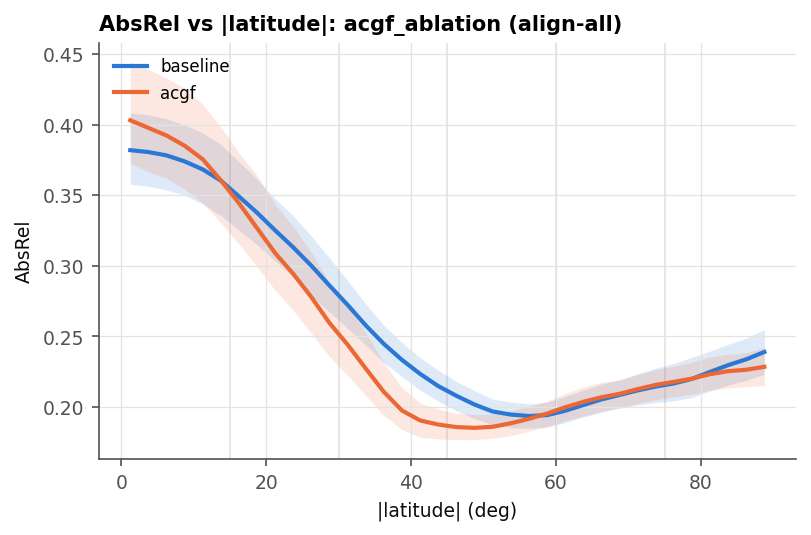 AbsRel vs |latitude|: acgf_ablation (align-all)
baseline
acgf
0.45
0.40
0.35
0.30
0.25
0.20
AbsRel
0 20 40 60 80
|latitude| (deg)